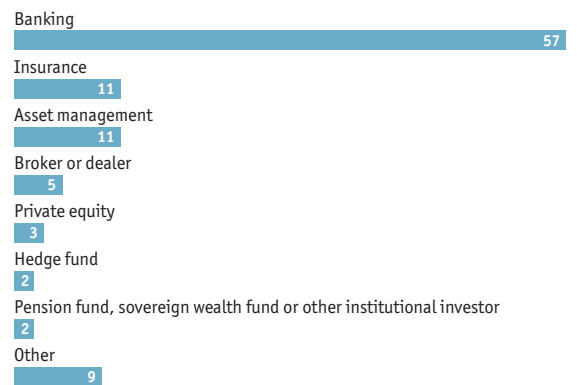 Banking
57
Insurance
11
Asset management
11
Broker or dealer
5
Private equity
3
Hedge fund
2
Pension fund, sovereign wealth fund or other institutional investor
2
Other
9